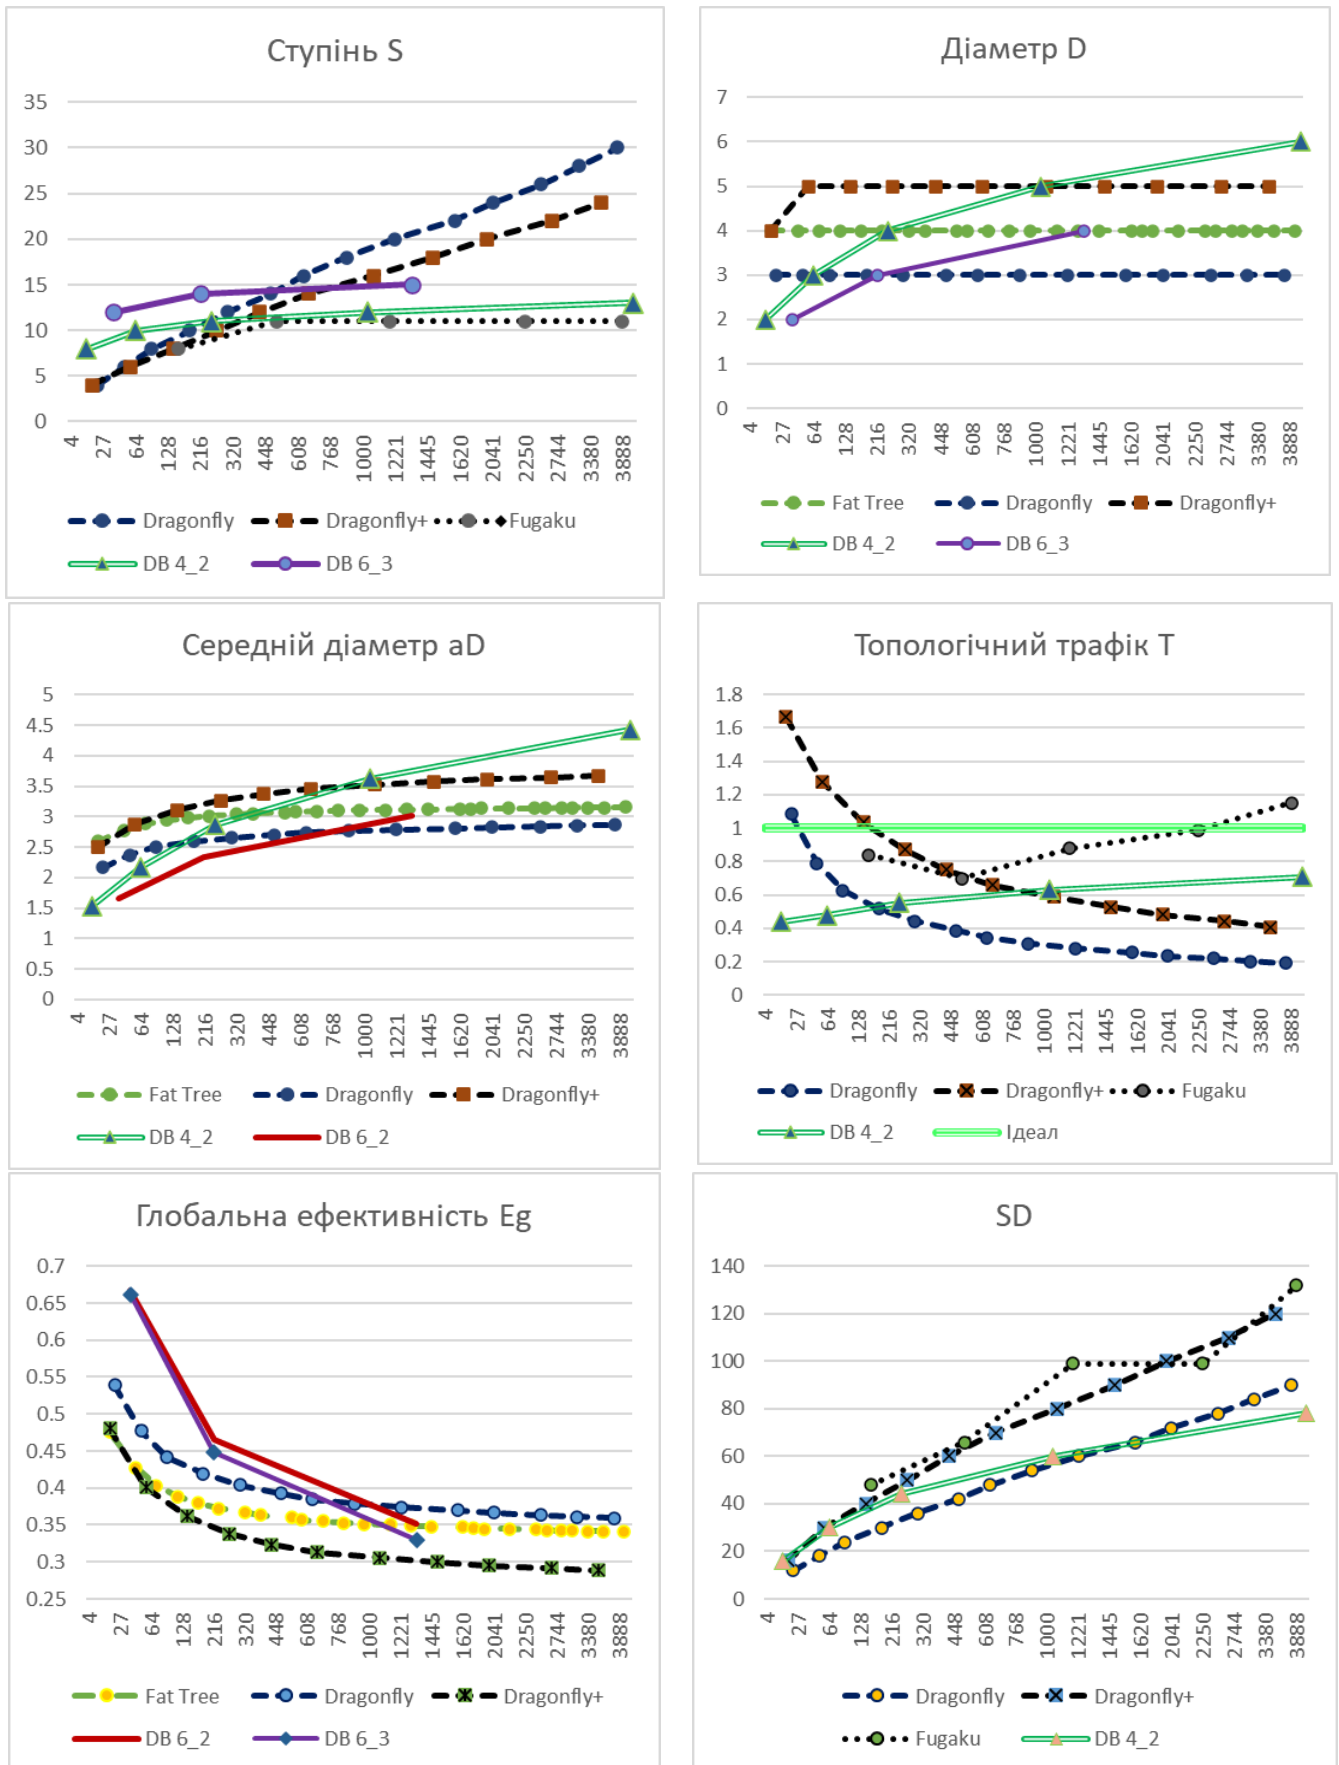 Ступінь S
35
30
25
20
15
10
5
0
4 27 64 128 216 320 448 608 768 1000 1221 1445 1620 2041 2250 2744 3380 3888
Dragonfly Dragonfly+ Fugaku
DB 4_2 DB 6_3
Діаметр D
7
6
5
4
3
2
1
0
4 27 64 128 216 320 448 608 768 1000 1221 1445 1620 2041 2250 2744 3380 3888
Fat Tree Dragonfly Dragonfly+
DB 4_2 DB 6_3
Середній діаметр aD
5
4.5
4
3.5
3
2.5
2
1.5
1
0.5
0
4 27 64 128 216 320 448 608 768 1000 1221 1445 1620 2041 2250 2744 3380 3888
Fat Tree Dragonfly Dragonfly+
DB 4_2 DB 6_2
Топологічний трафік T
1.8
1.6
1.4
1.2
1
0.8
0.6
0.4
0.2
0
4 27 64 128 216 320 448 608 768 1000 1221 1445 1620 2041 2250 2744 3380 3888
Dragonfly Dragonfly+ Fugaku
DB 4_2 Ідеал
Глобальна ефективність Eg
0.7
0.65
0.6
0.55
0.5
0.45
0.4
0.35
0.3
0.25
4 27 64 128 216 320 448 608 768 1000 1221 1445 1620 2041 2250 2744 3380 3888
Fat Tree Dragonfly Dragonfly+
DB 6_2 DB 6_3
SD
140
120
100
80
60
40
20
0
4 27 64 128 216 320 448 608 768 1000 1221 1445 1620 2041 2250 2744 3380 3888
Dragonfly Dragonfly+
Fugaku DB 4_2